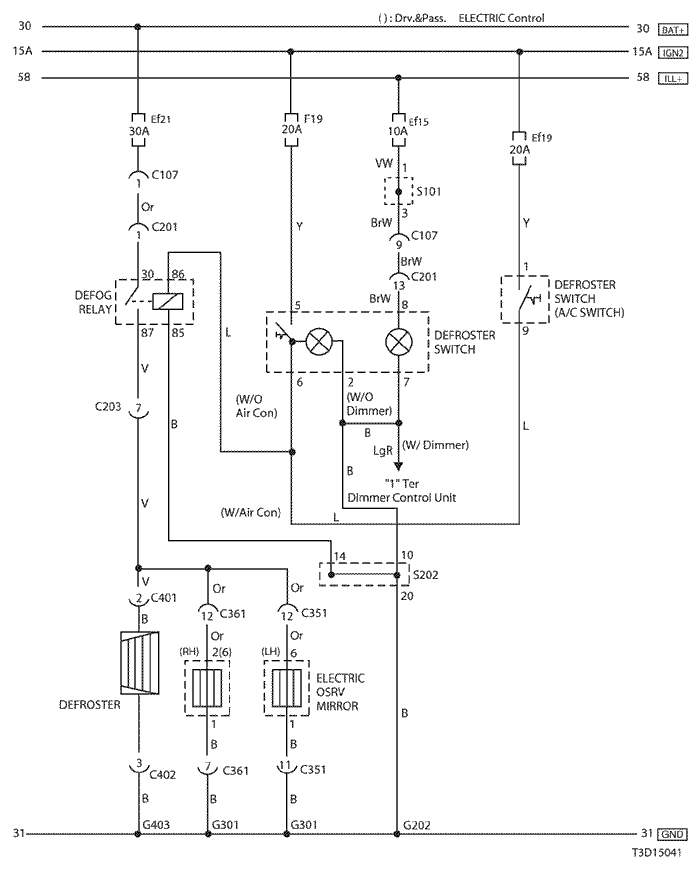 ( ) : Drv.&Pass. ELECTRIC Control
30 30 BAT+
15A 15A IGN2
58 58 ILL+
Ef21
30A
F19
20A
Ef15
10A
Ef19
20A
C107
1
Or
C201
1
VW 1
S101
3
BrW
C107
9
BrW
C201
13
BrW
Y
Y
30 86
DEFOG
RELAY
87 85
5 8
DEFROSTER
SWITCH
6 2 7
1
DEFROSTER
SWITCH
(A/C SWITCH)
9
L
V
C203 7
B
(W/O
Air Con)
(W/O
Dimmer)
B
LgR
(W/ Dimmer)
L
B
"1" Ter
Dimmer Control Unit
V
(W/Air Con)
L
14 10
S202
20
V
2 C401
B
Or
12 C361
Or
(RH) 2(6)
Or
12 C351
Or
(LH) 6
ELECTRIC
OSRV
MIRROR
DEFROSTER
1
1
B
B
B
3 C402
7 C361
11 C351
B
B
B
G403 G301 G301 G202
31 31 GND
T3D15041